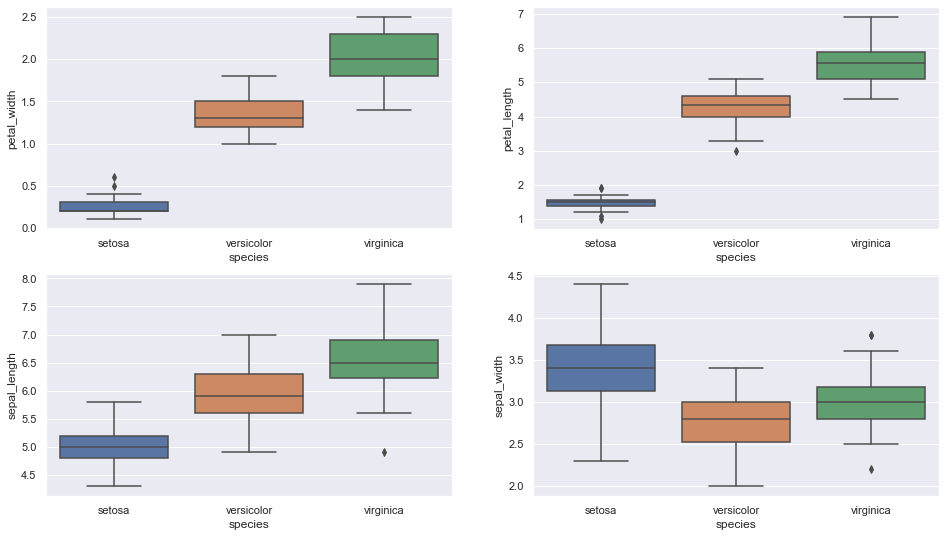 petal_width
2.5
2.0
1.5
1.0
0.5
0.0
setosa versicolor virginica
species
petal_length
7
6
5
4
3
2
1
setosa versicolor virginica
species
sepal_length
8.0
7.5
7.0
6.5
6.0
5.5
5.0
4.5
setosa versicolor virginica
species
sepal_width
4.5
4.0
3.5
3.0
2.5
2.0
setosa versicolor virginica
species